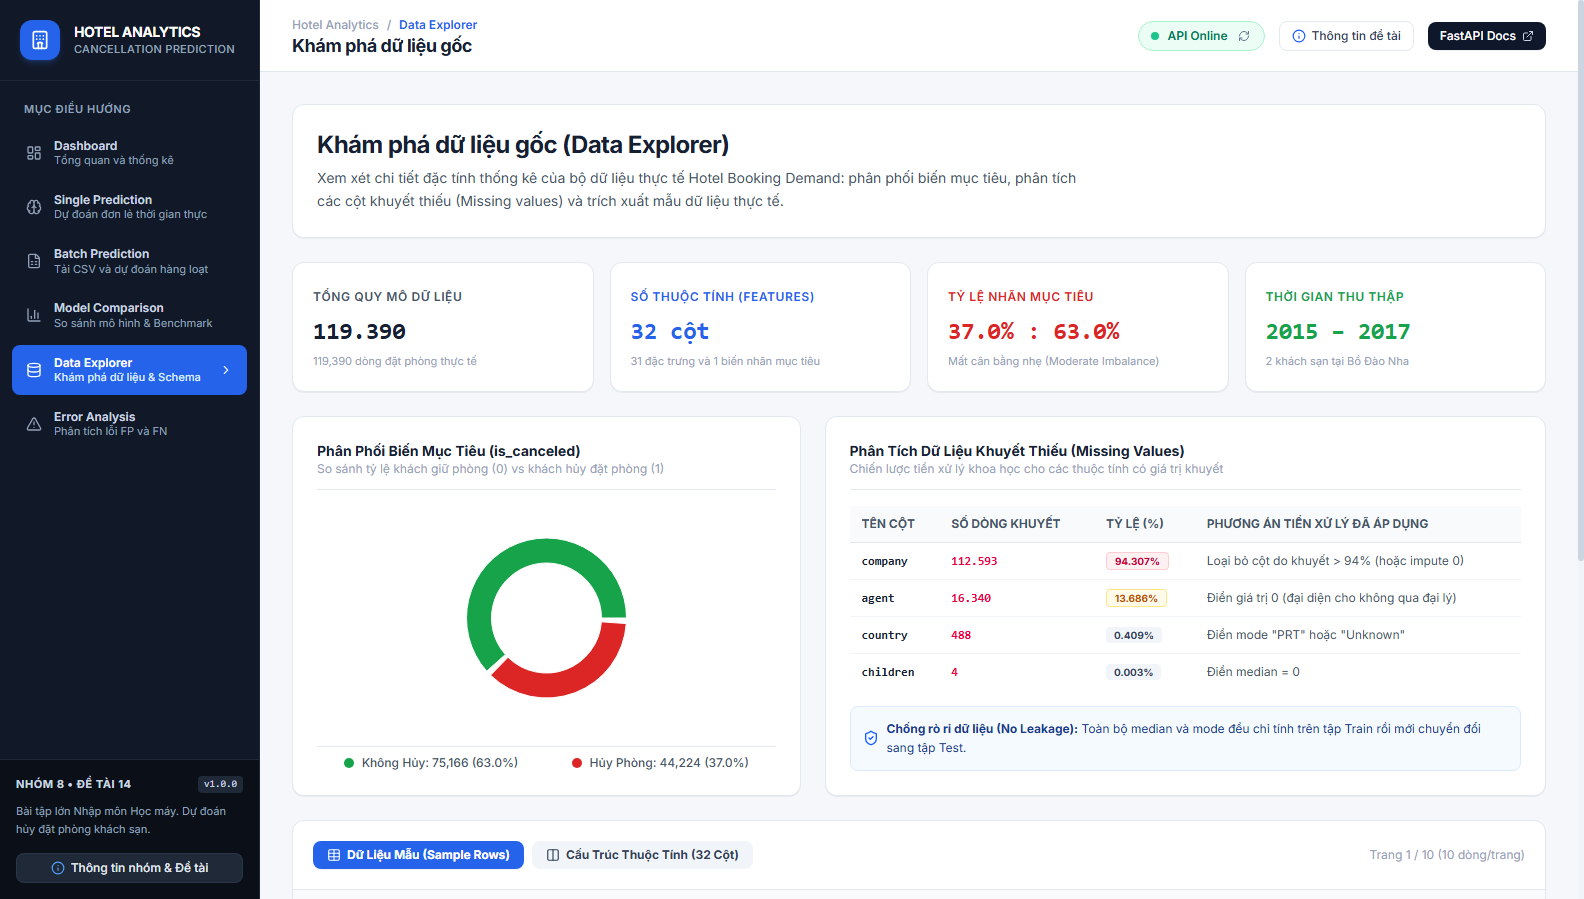 HOTEL ANALYTICS
CANCELLATION PREDICTION
MỤC ĐIỀU HƯỚNG
Dashboard
Tổng quan và thống kê
Single Prediction
Dự đoán đơn lẻ thời gian thực
Batch Prediction
Tải CSV và dự đoán hàng loạt
Model Comparison
So sánh mô hình & Benchmark
Data Explorer
Khám phá dữ liệu & Schema
Error Analysis
Phân tích lỗi FP và FN
NHÓM 8 • ĐỀ TÀI 14
v1.0.0
Bài tập lớn Nhập môn Học máy. Dự đoán
hủy đặt phòng khách sạn.
Thông tin nhóm & Đề tài
Hotel Analytics / Data Explorer
Khám phá dữ liệu gốc
API Online
Thông tin đề tài
FastAPI Docs
Khám phá dữ liệu gốc (Data Explorer)
Xem xét chi tiết đặc tính thống kê của bộ dữ liệu thực tế Hotel Booking Demand: phân phối biến mục tiêu, phân tích
các cột khuyết thiếu (Missing values) và trích xuất mẫu dữ liệu thực tế.
TỔNG QUY MÔ DỮ LIỆU
119.390
119,390 dòng đặt phòng thực tế
SỐ THUỘC TÍNH (FEATURES)
32 cột
31 đặc trưng và 1 biến nhãn mục tiêu
TỶ LỆ NHÃN MỤC TIÊU
37.0% : 63.0%
Mất cân bằng nhẹ (Moderate Imbalance)
THỜI GIAN THU THẬP
2015 – 2017
2 khách sạn tại Bồ Đào Nha
Phân Phối Biến Mục Tiêu (is_canceled)
So sánh tỷ lệ khách giữ phòng (0) vs khách hủy đặt phòng (1)
Không Hủy: 75,166 (63.0%)
Hủy Phòng: 44,224 (37.0%)
Phân Tích Dữ Liệu Khuyết Thiếu (Missing Values)
Chiến lược tiền xử lý khoa học cho các thuộc tính có giá trị khuyết
TÊN CỘT SỐ DÒNG KHUYẾT TỶ LỆ (%) PHƯƠNG ÁN TIỀN XỬ LÝ ĐÃ ÁP DỤNG
company 112.593 94.307% Loại bỏ cột do khuyết > 94% (hoặc impute 0)
agent 16.340 13.686% Điền giá trị 0 (đại diện cho không qua đại lý)
country 488 0.409% Điền mode "PRT" hoặc "Unknown"
children 4 0.003% Điền median = 0
Chống rò rỉ dữ liệu (No Leakage): Toàn bộ median và mode đều chỉ tính trên tập Train rồi mới chuyển đổi
sang tập Test.
Dữ Liệu Mẫu (Sample Rows)
Cấu Trúc Thuộc Tính (32 Cột)
Trang 1 / 10 (10 dòng/trang)